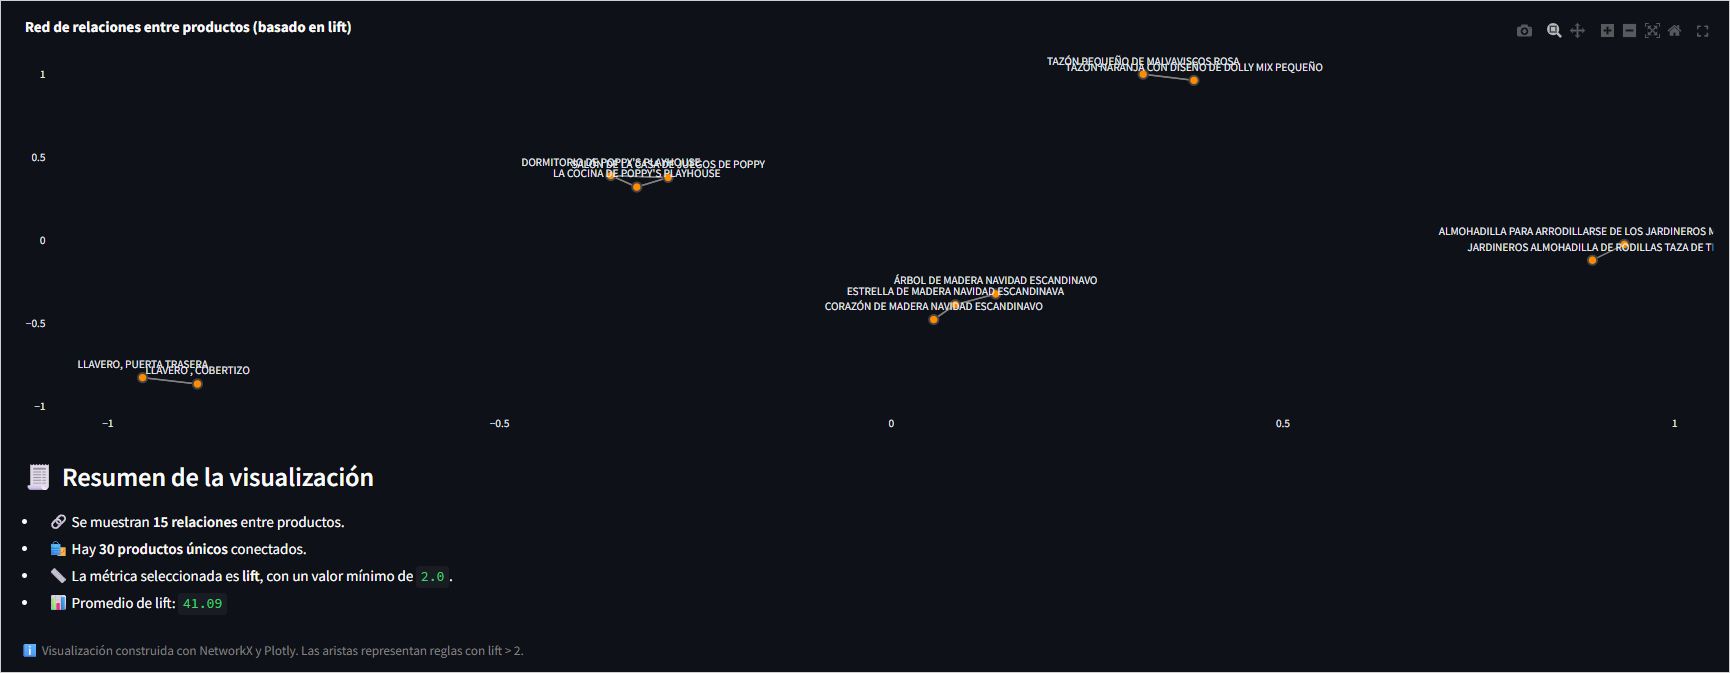 Red de relaciones entre productos (basado en lift)
1
TAZÓN PEQUEÑO DE MALVAVISCOS ROSA
TAZÓN NARANJA CON DISEÑO DE DOLLY MIX PEQUEÑO
0.5
DORMITORIO DE POPPY'S PLAYHOUSE
SALÓN DE LA CASA DE JUEGOS DE POPPY
LA COCINA DE POPPY'S PLAYHOUSE
0
ALMOHADILLA PARA ARRODILLARSE DE LOS JARDINEROS
JARDINEROS ALMOHADILLA DE RODILLAS TAZA DE
ÁRBOL DE MADERA NAVIDAD ESCANDINAVO
ESTRELLA DE MADERA NAVIDAD ESCANDINAVA
CORAZÓN DE MADERA NAVIDAD ESCANDINAVO
−0.5
LLAVERO, PUERTA TRASERA
LLAVERO , COBERTIZO
−1
−1 −0.5 0 0.5 1
Resumen de la visualización
Se muestran 15 relaciones entre productos.
Hay 30 productos únicos conectados.
La métrica seleccionada es lift, con un valor mínimo de 2.0 .
Promedio de lift: 41.09
Visualización construida con NetworkX y Plotly. Las aristas representan reglas con lift > 2.